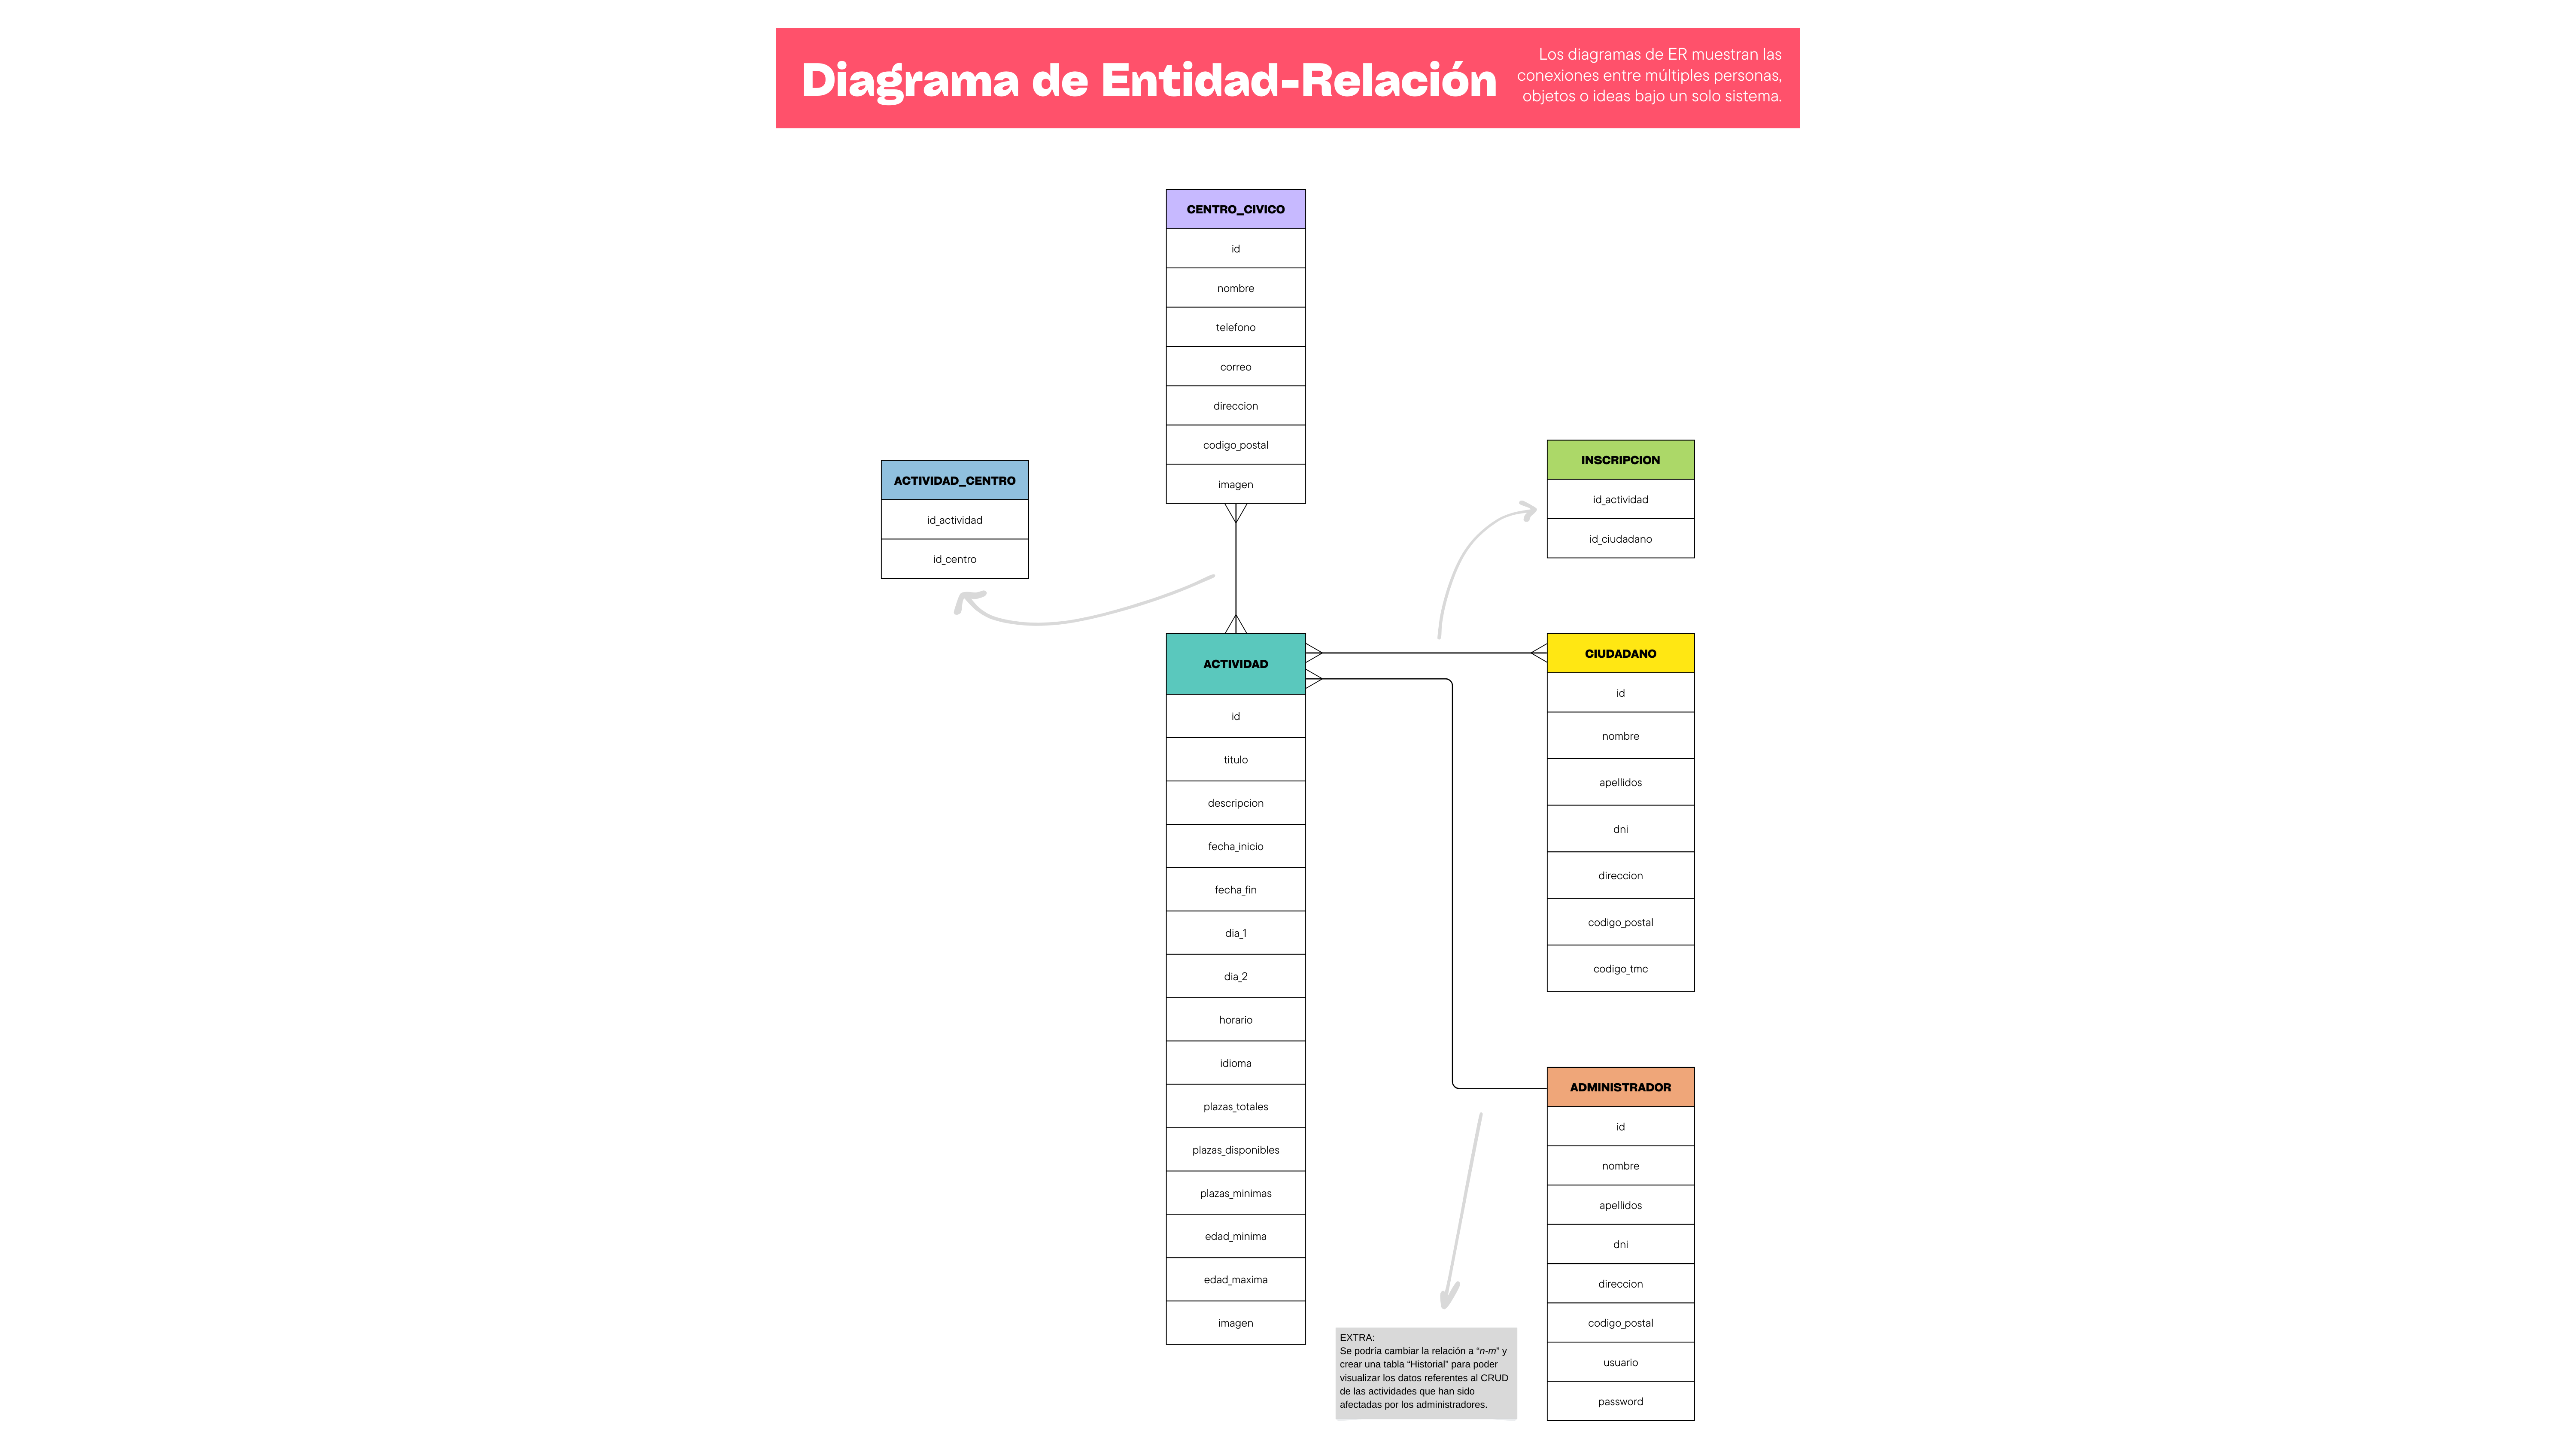 Diagrama de Entidad-Relación
Los diagramas de ER muestran las
conexiones entre múltiples personas,
objetos o ideas bajo un solo sistema.
CENTRO_CIVICO
id
nombre
telefono
correo
direccion
codigo_postal
imagen
ACTIVIDAD_CENTRO
id_actividad
id_centro
INSCRIPCION
id_actividad
id_ciudadano
ACTIVIDAD
id
titulo
descripcion
fecha_inicio
fecha_fin
dia_1
dia_2
horario
idioma
plazas_totales
plazas_disponibles
plazas_minimas
edad_minima
edad_maxima
imagen
CIUDADANO
id
nombre
apellidos
dni
direccion
codigo_postal
codigo_tmc
ADMINISTRADOR
id
nombre
apellidos
dni
direccion
codigo_postal
usuario
password
EXTRA:
Se podría cambiar la relación a “n-m” y
crear una tabla “Historial” para poder
visualizar los datos referentes al CRUD
de las actividades que han sido
afectadas por los administradores.